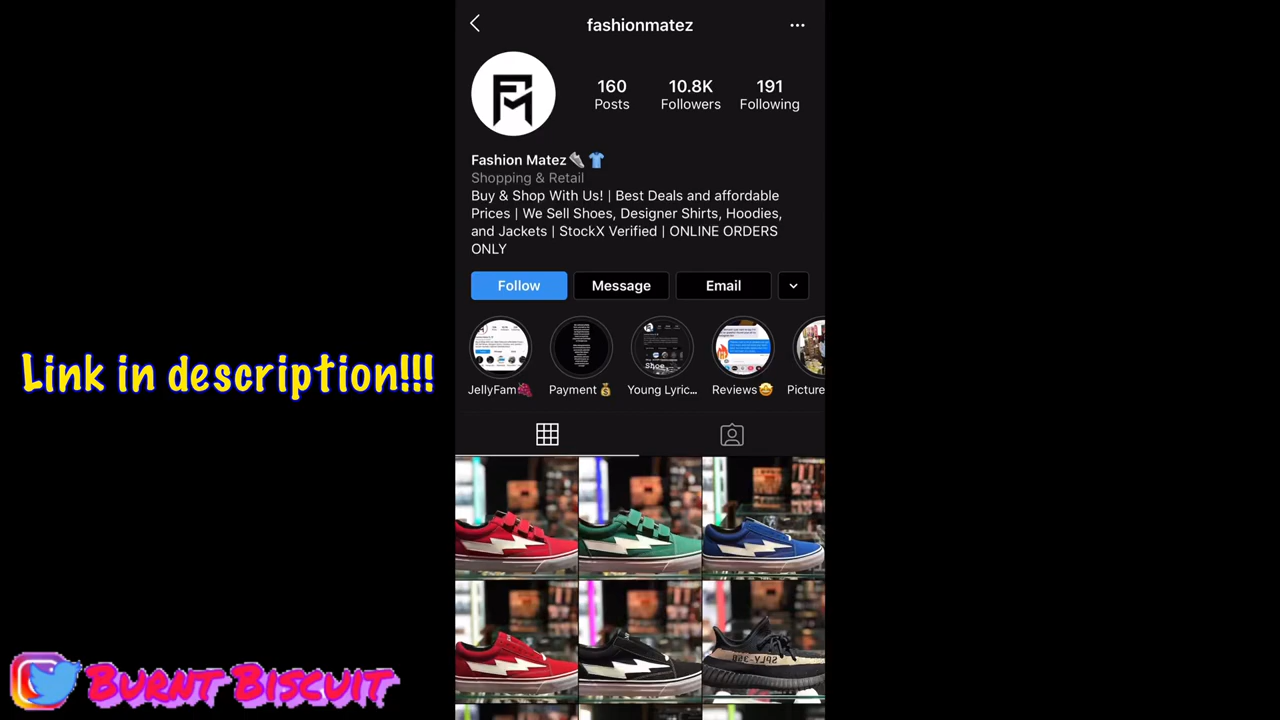 fashionmatez
160
10.8K
191
Posts
Followers
Following
Fashion Matez
Shopping & Retail
Buy & Shop With Us! | Best Deals and affordable
Prices | We Sell Shoes, Designer Shirts, Hoodies,
and Jackets | StockX Verified | ONLINE ORDERS
ONLY
Follow
Message
Email
JellyFam
Payment
Young Lyric...
Reviews
Picture
Link in description!!!
SPLY-350
Burnt Biscuit